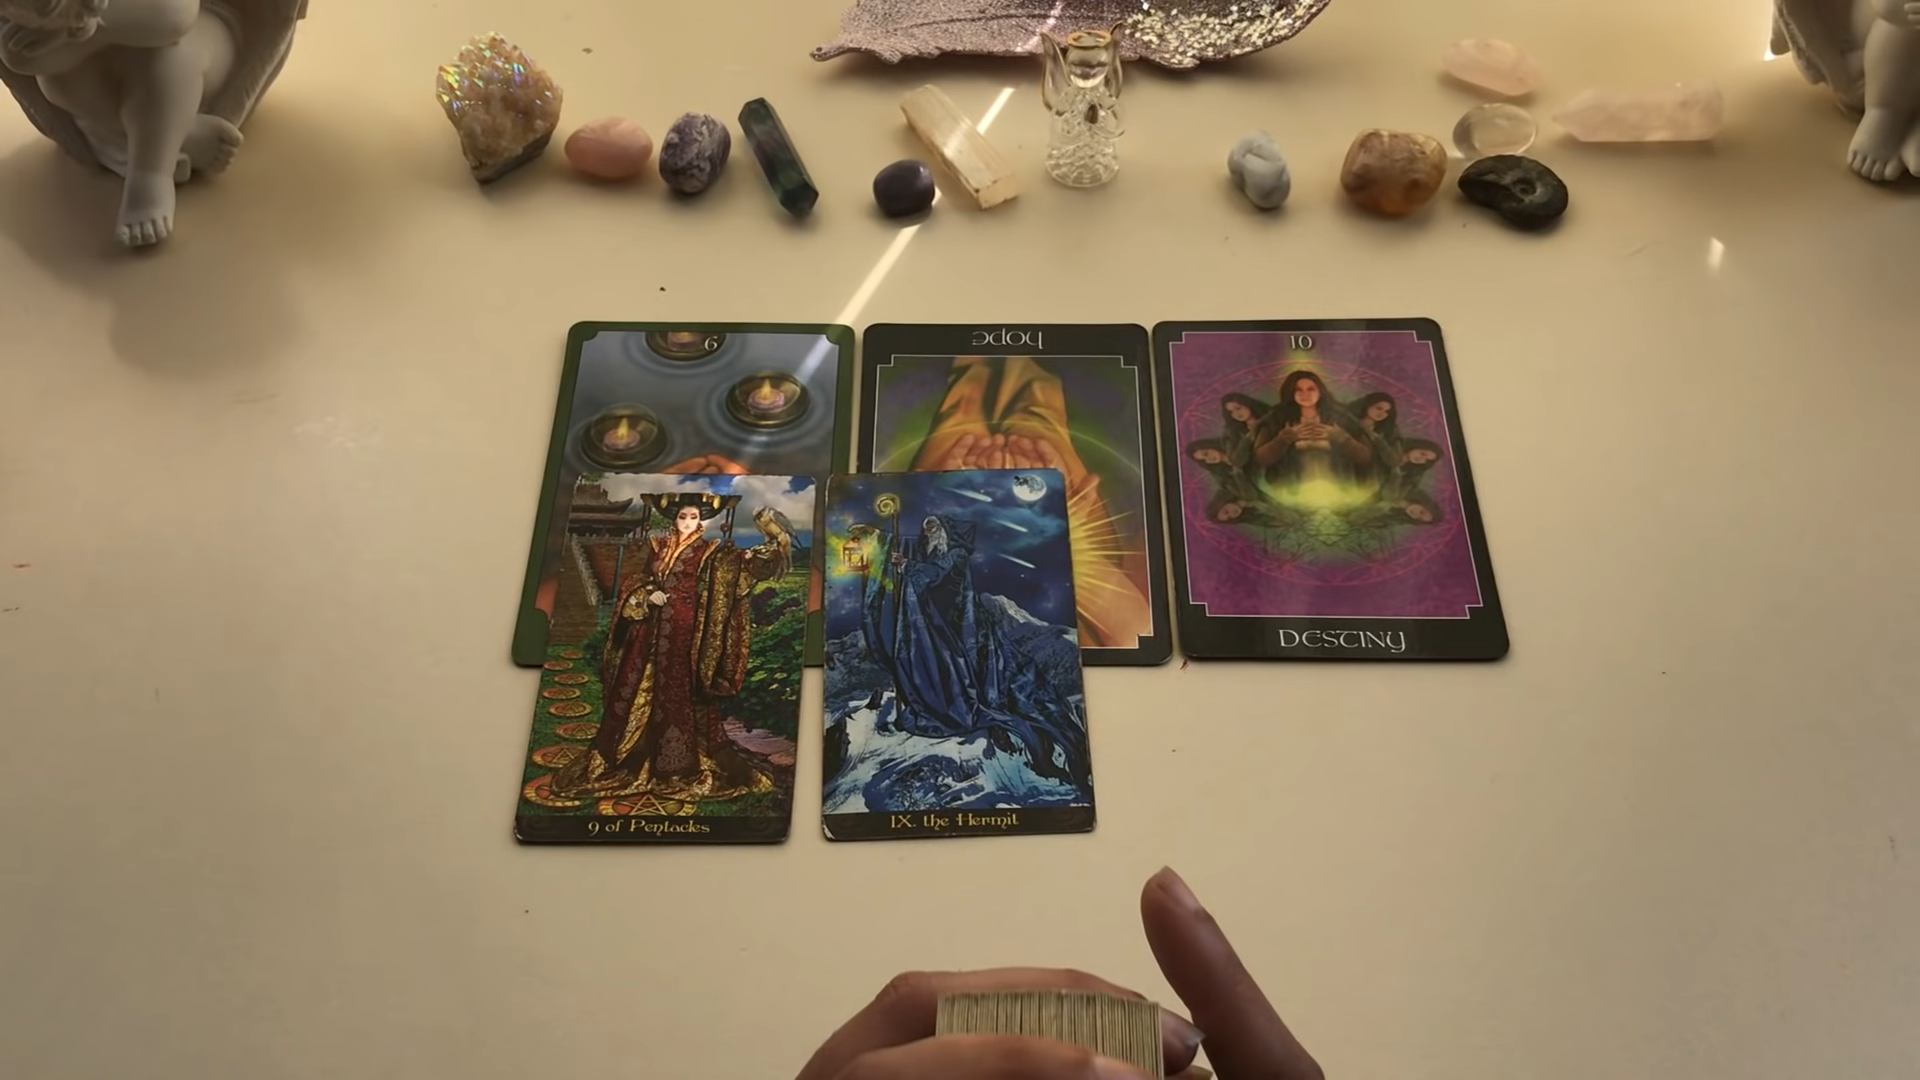 6
hope
10
DESTINY
9 of Pentacles
IX. the Hermit